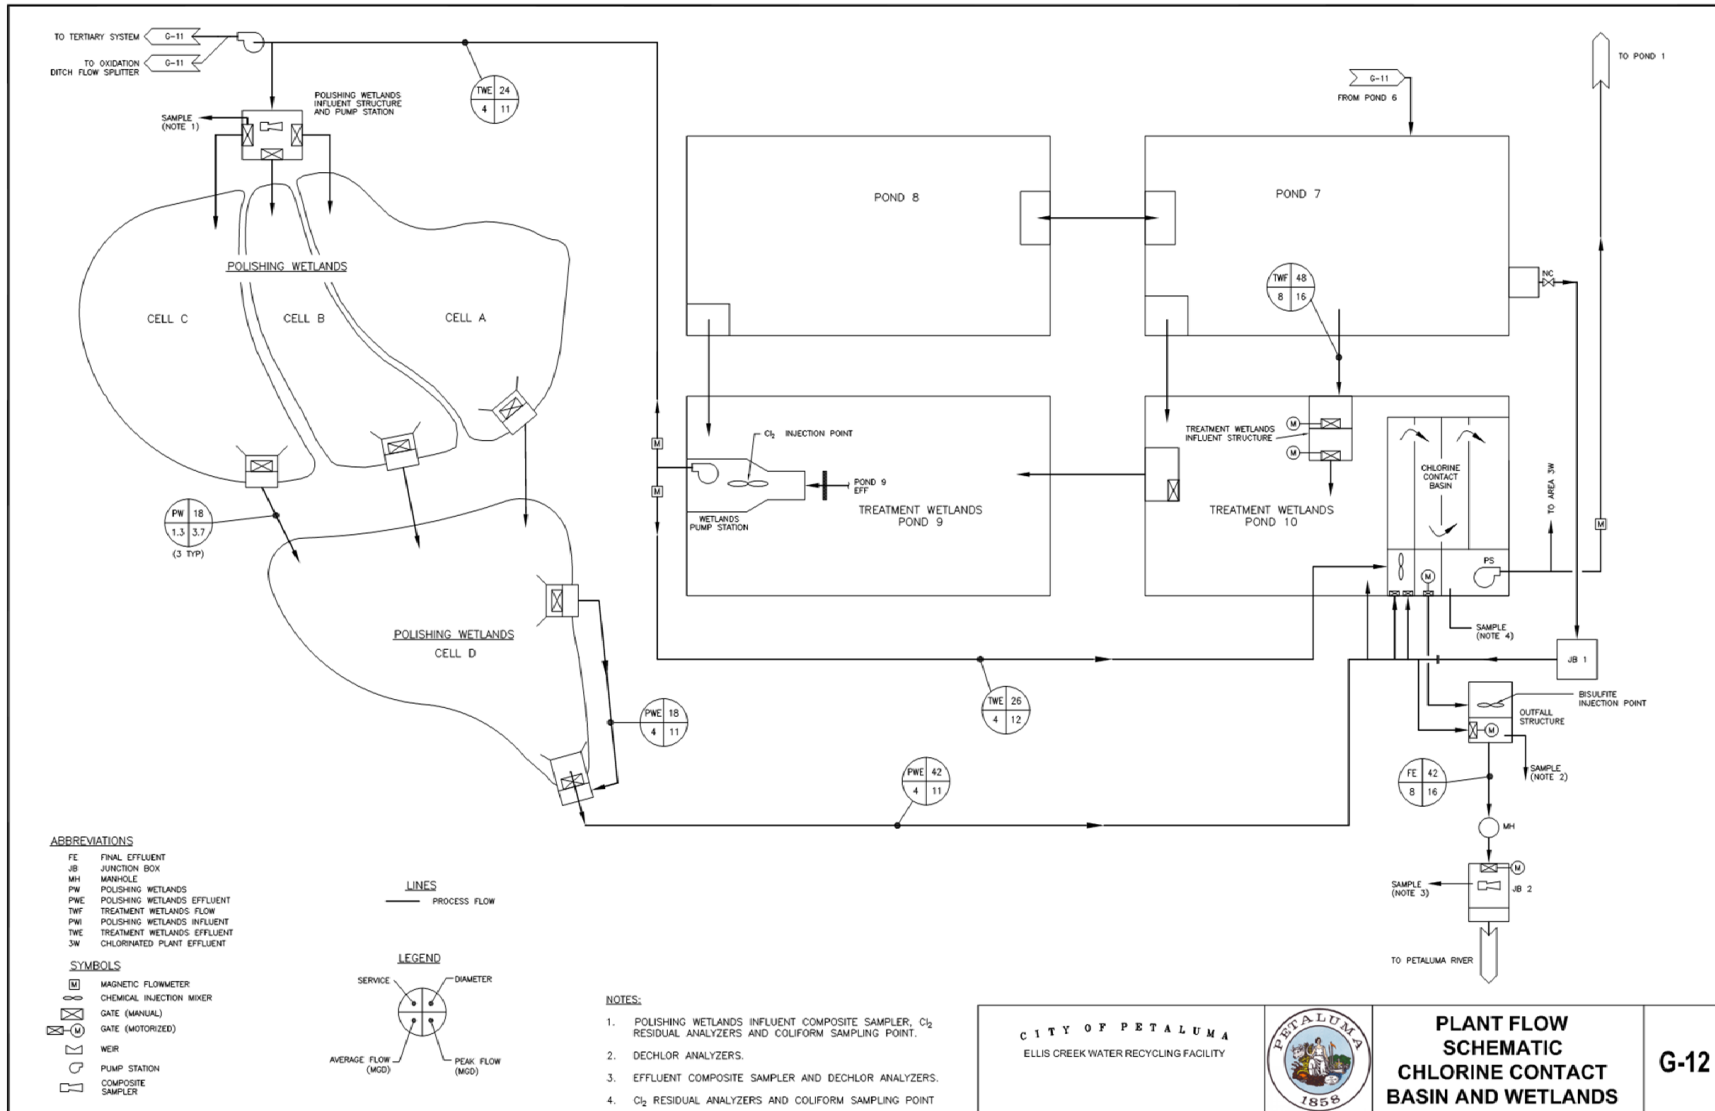 TO TERTIARY SYSTEM
G-11
TO OXIDATION
DITCH FLOW SPLITTER
G-11
POLISHING WETLANDS
INFLUENT STRUCTURE
AND PUMP STATION
SAMPLE
(NOTE 1)
TWE 24
4 11
G-11
FROM POND 6
TO POND 1
POND 8
POND 7
TWF 48
8 16
NC
POLISHING WETLANDS
CELL C
CELL B
CELL A
Cl2 INJECTION POINT
M
M
POND 9
EFF
WETLANDS
PUMP STATION
TREATMENT WETLANDS
POND 9
TREATMENT WETLANDS
INFLUENT STRUCTURE
M
M
TREATMENT WETLANDS
POND 10
CHLORINE
CONTACT
BASIN
TO AREA 3W
M
PS
M
PW 18
1.3 3.7
(3 TYP)
SAMPLE
(NOTE 4)
JB 1
POLISHING WETLANDS
CELL D
PWE 18
4 11
TWE 26
4 12
BISULFITE
INJECTION POINT
OUTFALL
STRUCTURE
M
SAMPLE
(NOTE 2)
PWE 42
4 11
FE 42
8 16
MH
M
SAMPLE
(NOTE 3)
JB 2
TO PETALUMA RIVER
ABBREVIATIONS
FE FINAL EFFLUENT
JB JUNCTION BOX
MH MANHOLE
PW POLISHING WETLANDS
PWE POLISHING WETLANDS EFFLUENT
TWF TREATMENT WETLANDS FLOW
PWI POLISHING WETLANDS INFLUENT
TWE TREATMENT WETLANDS EFFLUENT
3W CHLORINATED PLANT EFFLUENT
SYMBOLS
M MAGNETIC FLOWMETER
CHEMICAL INJECTION MIXER
GATE (MANUAL)
M GATE (MOTORIZED)
WEIR
PUMP STATION
COMPOSITE
SAMPLER
LINES
PROCESS FLOW
LEGEND
SERVICE
DIAMETER
AVERAGE FLOW
(MGD)
PEAK FLOW
(MGD)
NOTES:
1. POLISHING WETLANDS INFLUENT COMPOSITE SAMPLER, Cl2
RESIDUAL ANALYZERS AND COLIFORM SAMPLING POINT.
2. DECHLOR ANALYZERS.
3. EFFLUENT COMPOSITE SAMPLER AND DECHLOR ANALYZERS.
4. Cl2 RESIDUAL ANALYZERS AND COLIFORM SAMPLING POINT
CITY OF PETALUMA
ELLIS CREEK WATER RECYCLING FACILITY
PETALUMA
1858
PLANT FLOW
SCHEMATIC
CHLORINE CONTACT
BASIN AND WETLANDS
G-12